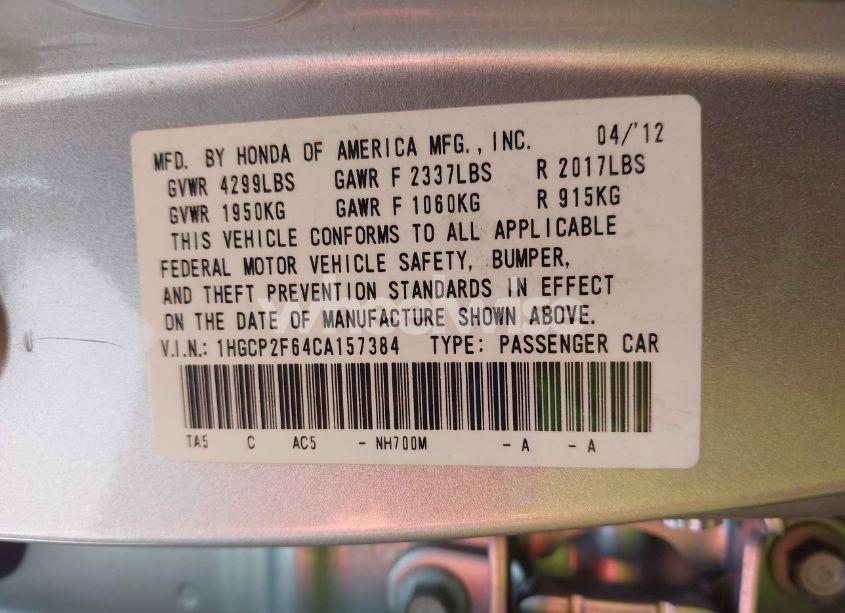 MFD. BY HONDA OF AMERICA MFG., INC. 04/'12
GVWR 4299LBS GAWR F 2337LBS R 2017LBS
GVWR 1950KG GAWR F 1060KG R 915KG
THIS VEHICLE CONFORMS TO ALL APPLICABLE
FEDERAL MOTOR VEHICLE SAFETY, BUMPER,
AND THEFT PREVENTION STANDARDS IN EFFECT
ON THE DATE OF MANUFACTURE SHOWN ABOVE.
V.I.N.: 1HGCP2F64CA157384 TYPE: PASSENGER CAR
TA5 C AC5 - NH700M - A - A